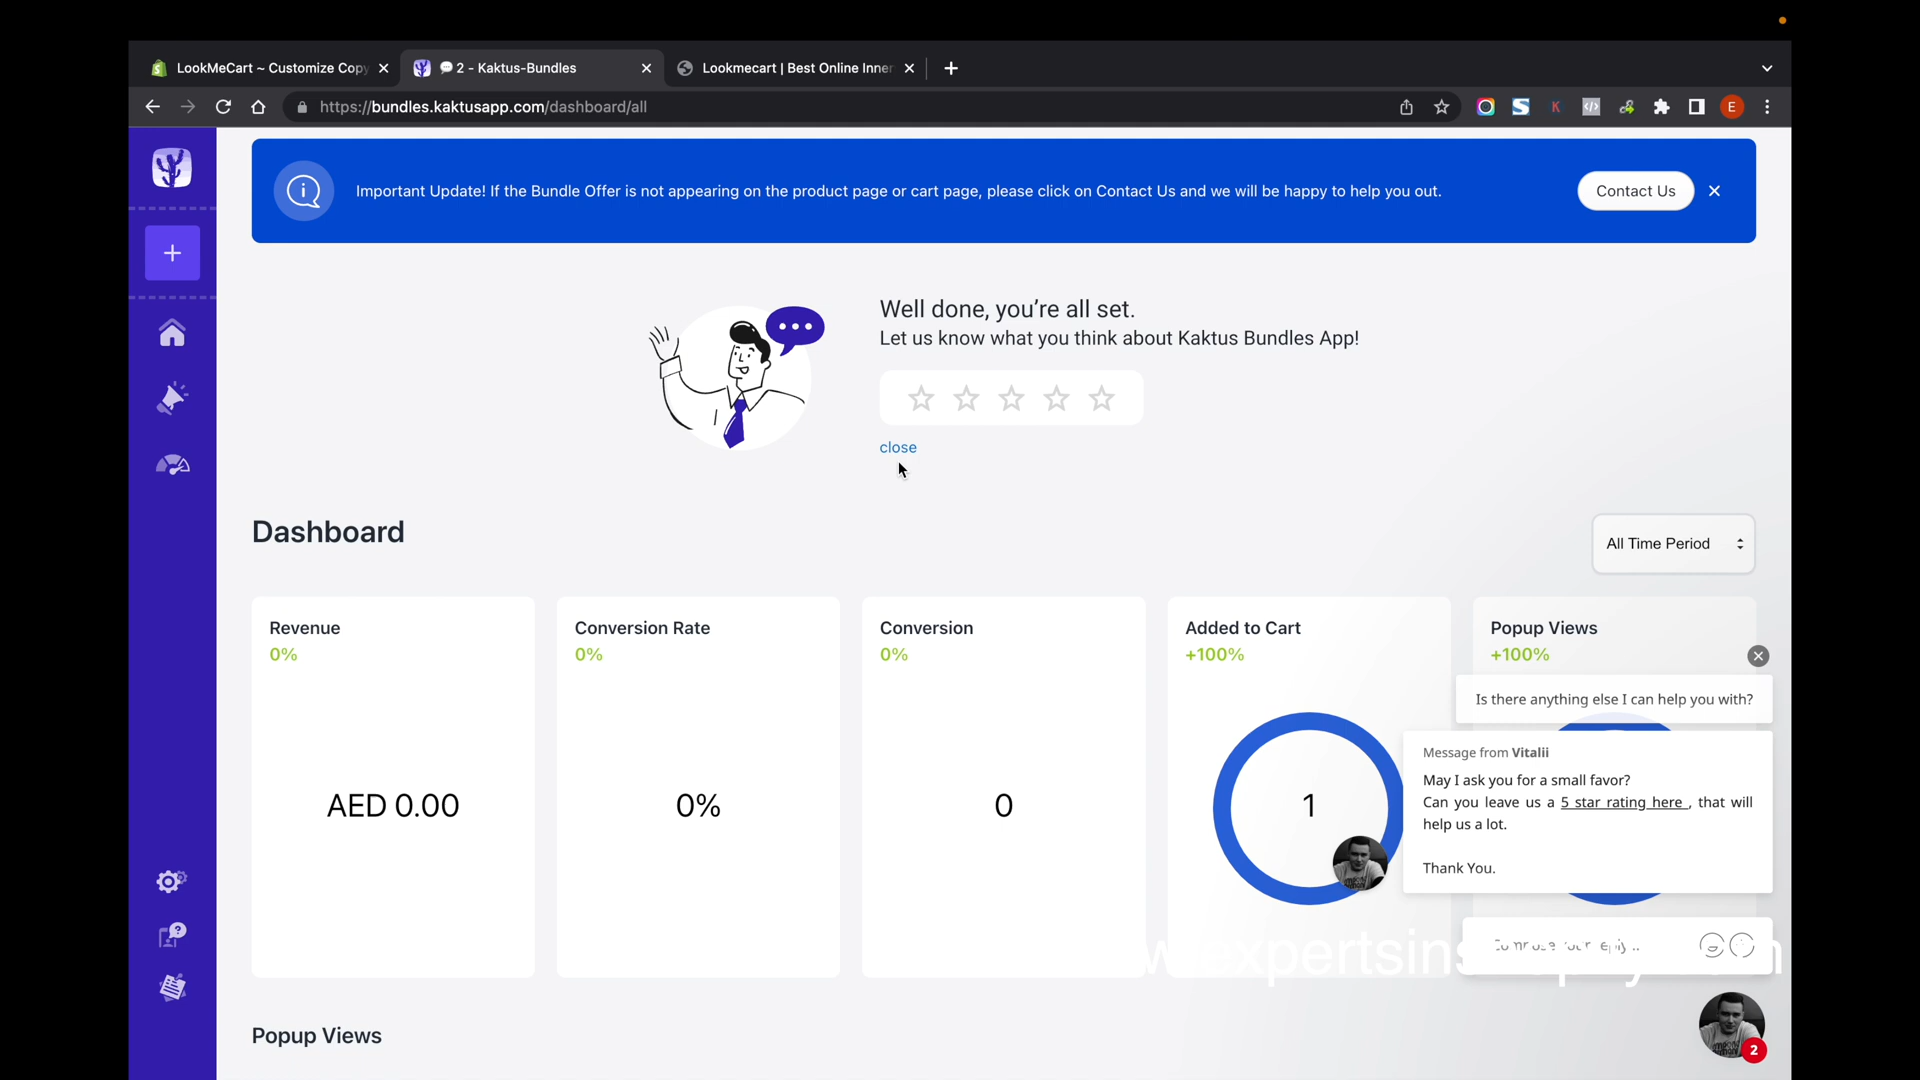 LookMeCart ~ Customize Copy
2 - Kaktus-Bundles
Lookmecart | Best Online Inner
https://bundles.kaktusapp.com/dashboard/all
E
Important Update! If the Bundle Offer is not appearing on the product page or cart page, please click on Contact Us and we will be happy to help you out.
Contact Us
Well done, you’re all set.
Let us know what you think about Kaktus Bundles App!
close
Dashboard
All Time Period
Revenue
0%
AED 0.00
Conversion Rate
0%
0%
Conversion
0%
0
Added to Cart
+100%
1
Popup Views
+100%
Is there anything else I can help you with?
Message from Vitalii
May I ask you for a small favor?
Can you leave us a 5 star rating here , that will
help us a lot.
Thank You.
2
Popup Views